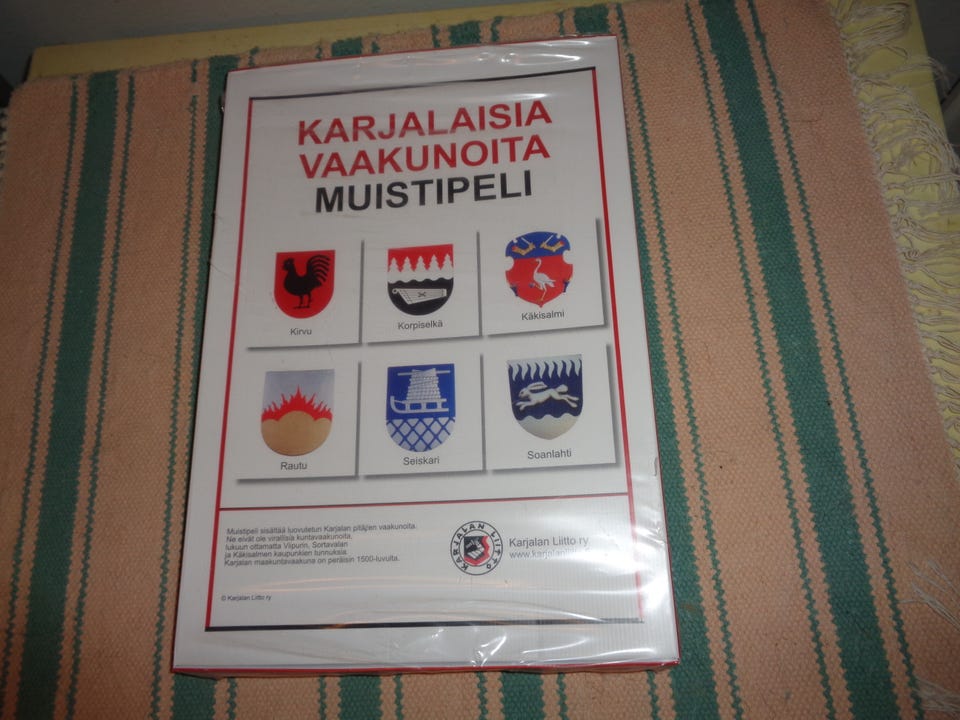 KARJALAISIA
VAAKUNOITA
MUISTIPELI
Kirvu
Korpiselkä
Käkisalmi
Rautu
Seiskari
Soanlahti
Muistipeli sisältää luovutetun Karjalan pitäjien vaakunoita.
Ne eivät ole virallisia kuntavaakunoita,
lukuun ottamatta Viipurin, Sortavalan
ja Käkisalmen kaupunkien tunnuksia.
Karjalan maakuntavaakuna on peräisin 1500-luvulta.
KARJALAN LIITTO
Karjalan Liitto ry
© Karjalan Liitto ry